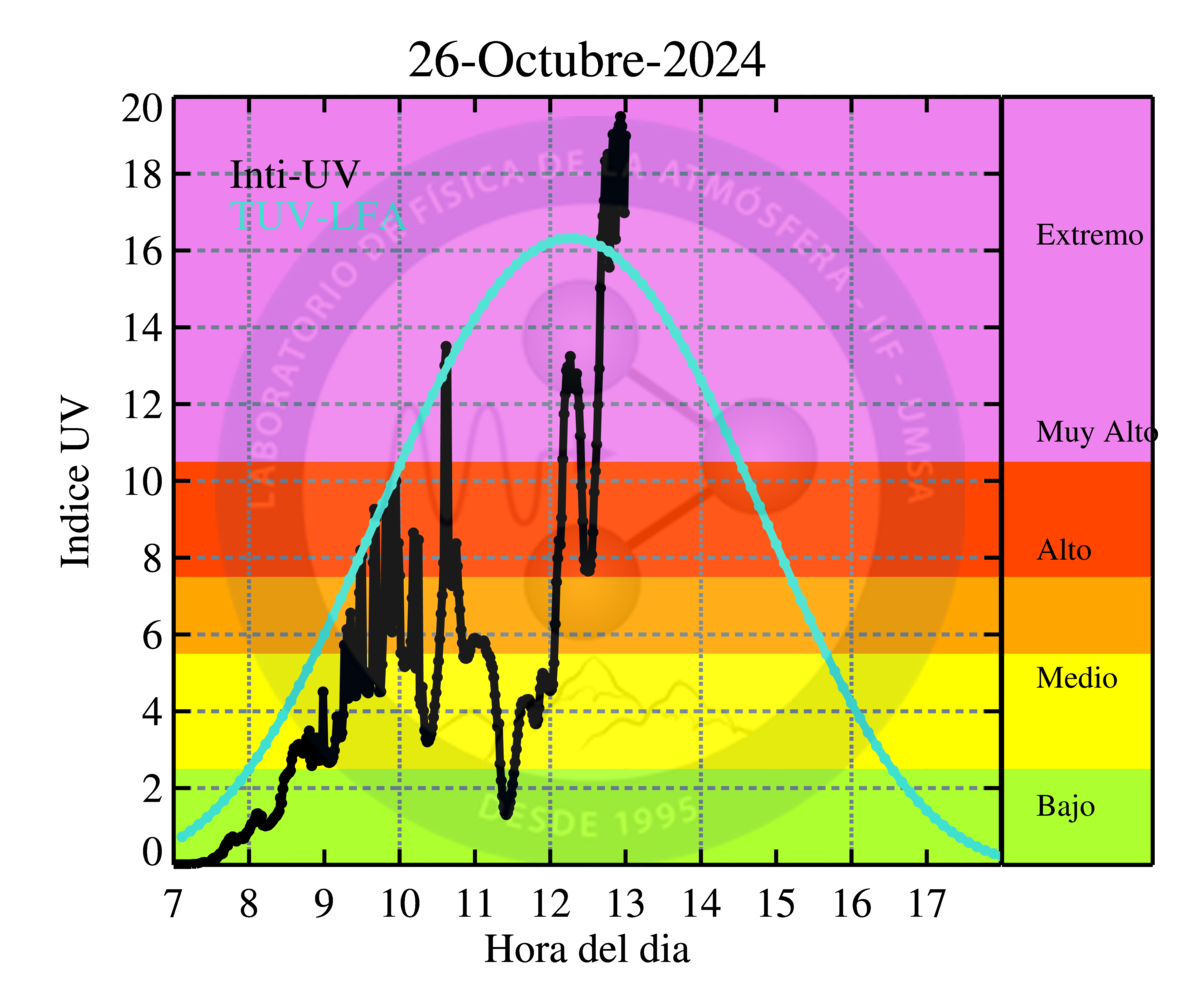 26-Octubre-2024
Inti-UV
TUV-LFA
LABORATORIO DE FÍSICA DE LA ATMÓSFERA - IIF - UMSA
DESDE 1995
Indice UV
20
18
16
14
12
10
8
6
4
2
0
Extremo
Muy Alto
Alto
Medio
Bajo
7 8 9 10 11 12 13 14 15 16 17
Hora del dia